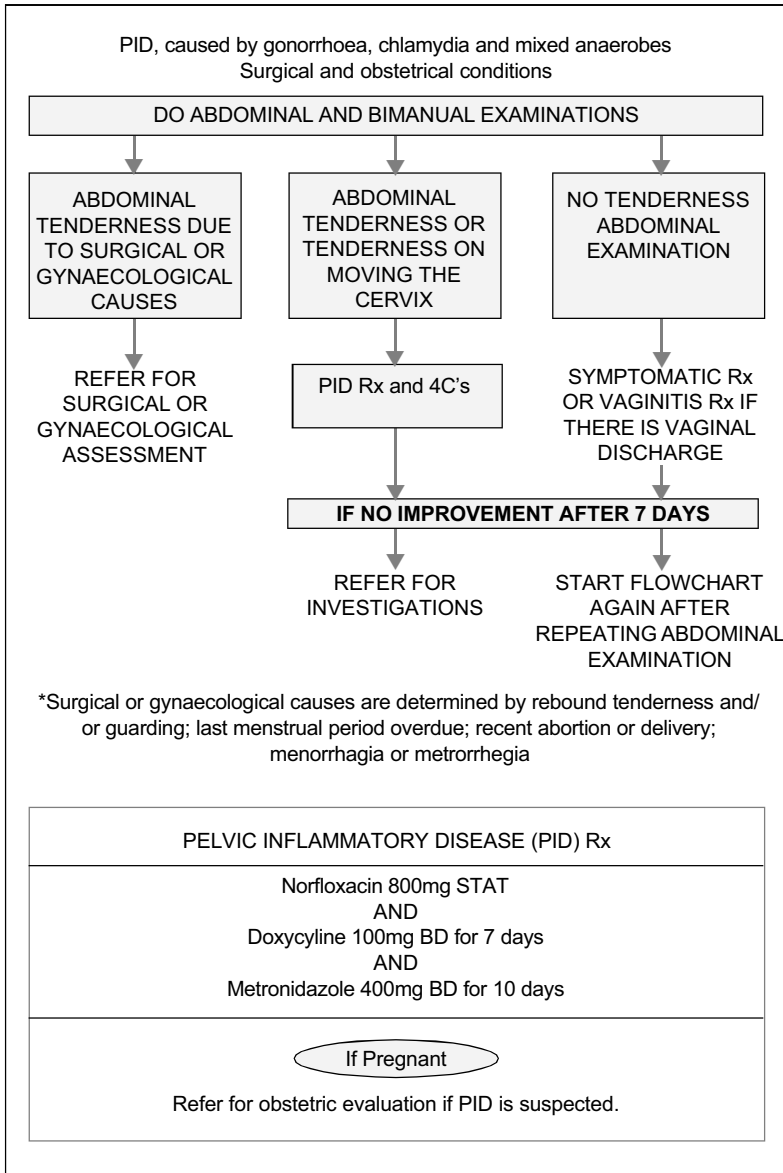 PID, caused by gonorrhoea, chlamydia and mixed anaerobes
Surgical and obstetrical conditions
DO ABDOMINAL AND BIMANUAL EXAMINATIONS
ABDOMINAL
TENDERNESS DUE
TO SURGICAL OR
GYNAECOLOGICAL
CAUSES
REFER FOR
SURGICAL OR
GYNAECOLOGICAL
ASSESSMENT
ABDOMINAL
TENDERNESS OR
TENDERNESS ON
MOVING THE
CERVIX
PID Rx and 4C's
NO TENDERNESS
ABDOMINAL
EXAMINATION
SYMPTOMATIC Rx
OR VAGINITIS Rx IF
THERE IS VAGINAL
DISCHARGE
IF NO IMPROVEMENT AFTER 7 DAYS
REFER FOR
INVESTIGATIONS
START FLOWCHART
AGAIN AFTER
REPEATING ABDOMINAL
EXAMINATION
*Surgical or gynaecological causes are determined by rebound tenderness and/
or guarding; last menstrual period overdue; recent abortion or delivery;
menorrhagia or metrorrhegia
PELVIC INFLAMMATORY DISEASE (PID) Rx
Norfloxacin 800mg STAT
AND
Doxycyline 100mg BD for 7 days
AND
Metronidazole 400mg BD for 10 days
If Pregnant
Refer for obstetric evaluation if PID is suspected.